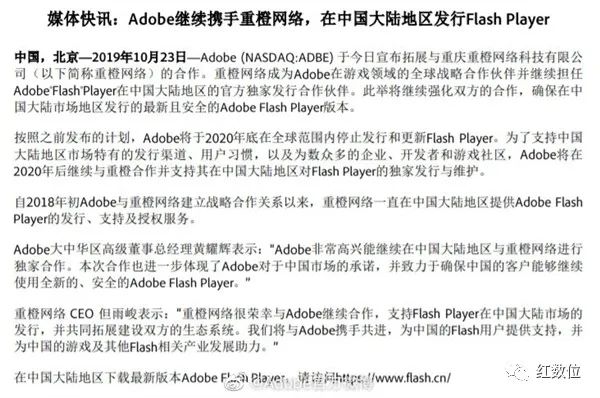 媒体快讯：Adobe继续携手重橙网络，在中国大陆地区发行Flash Player
中国，北京—2019年10月23日—Adobe (NASDAQ:ADBE) 于今日宣布拓展与重庆重橙网络科技有限公
司（以下简称重橙网络）的合作。重橙网络成为Adobe在游戏领域的全球战略合作伙伴并继续担任
Adobe®Flash®Player在中国大陆地区的官方独家发行合作伙伴。此举将继续强化双方的合作，确保在中
国大陆市场地区发行的最新且安全的Adobe Flash Player版本。
按照之前发布的计划，Adobe将于2020年底在全球范围内停止发行和更新Flash Player。为了支持中国
大陆地区市场特有的发行渠道、用户习惯，以及为数众多的企业、开发者和游戏社区，Adobe将在
2020年后继续与重橙合作并支持其在中国大陆地区对Flash Player的独家发行与维护。
自2018年初Adobe与重橙网络建立战略合作关系以来，重橙网络一直在中国大陆地区提供Adobe Flash
Player的发行、支持及授权服务。
Adobe大中华区高级董事总经理黄耀辉表示："Adobe非常高兴能继续在中国大陆地区与重橙网络进行
独家合作。本次合作也进一步体现了Adobe对于中国市场的承诺，并致力于确保中国的客户能够继续
使用全新的、安全的Adobe Flash Player。"
重橙网络 CEO 但雨峻表示："重橙网络很荣幸与Adobe继续合作，支持Flash Player在中国大陆市场的
发行，并共同拓展建设双方的生态系统。我们将与Adobe携手共进，为中国的Flash用户提供支持，并
为中国的游戏及其他Flash相关产业发展助力。"
在中国大陆地区下载最新版本Adobe Flash Player，请访问https://www.flash.cn/
@Adobe官方微博
红数位